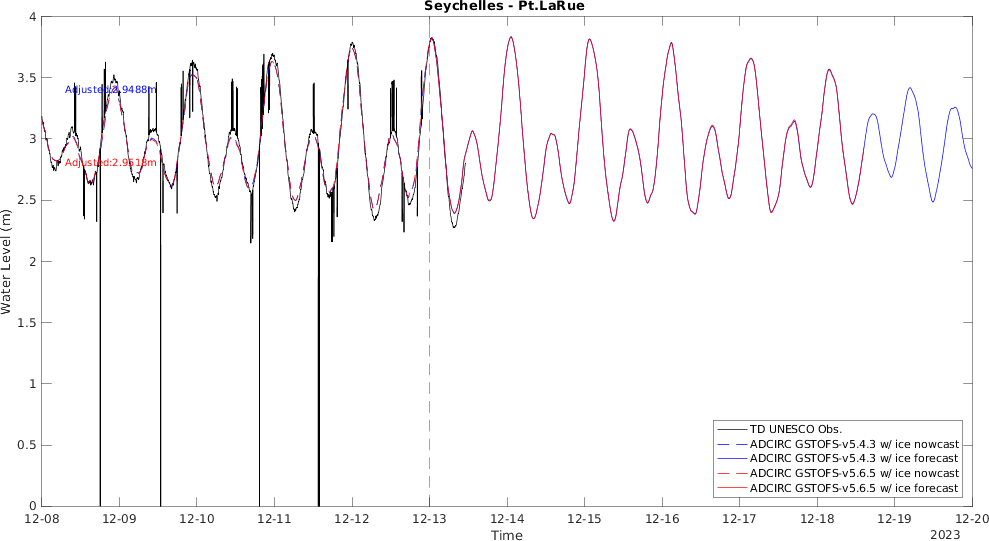 Seychelles - Pt.LaRue
4
3.5
3
2.5
2
1.5
1
0.5
0
Water Level (m)
Adjusted:2.9488m
Adjusted:2.9613m
TD UNESCO Obs.
ADCIRC GSTOFS-v5.4.3 w/ ice nowcast
ADCIRC GSTOFS-v5.4.3 w/ ice forecast
ADCIRC GSTOFS-v5.6.5 w/ ice nowcast
ADCIRC GSTOFS-v5.6.5 w/ ice forecast
12-08 12-09 12-10 12-11 12-12 12-13 12-14 12-15 12-16 12-17 12-18 12-19 12-20
Time
2023